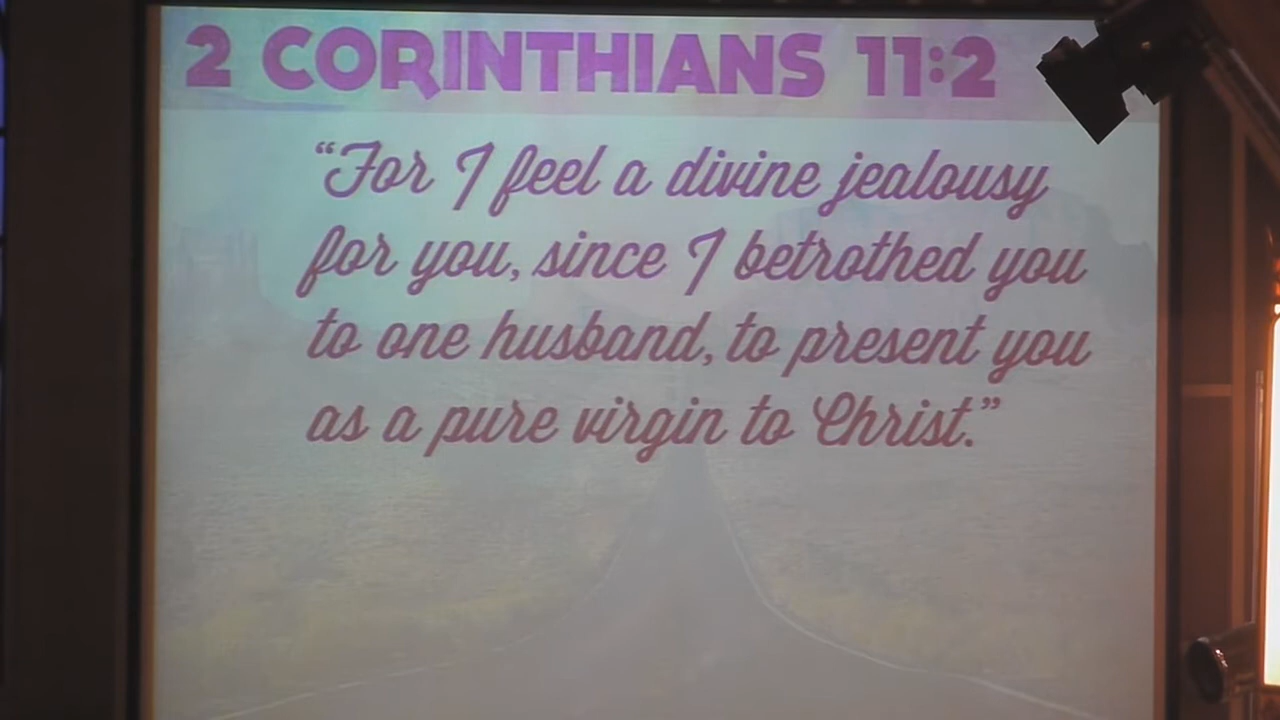 2 CORINTHIANS 11:2
“For I feel a divine jealousy
for you, since I betrothed you
to one husband, to present you
as a pure virgin to Christ.”